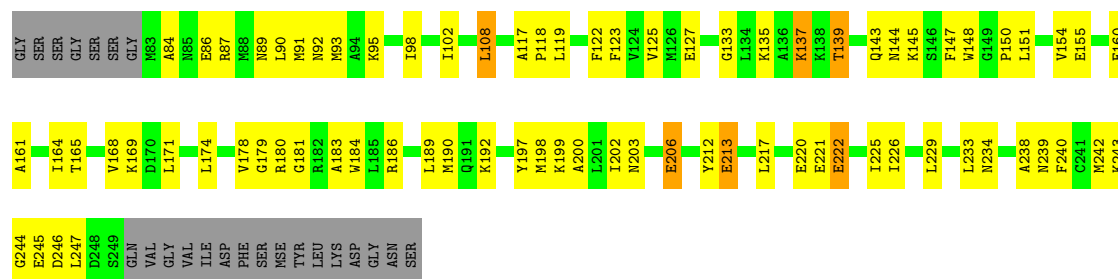 GLY SER SER GLY SER SER GLY M83 A84 N85 E86 R87 M88 N89 L90 M91 N92 M93 A94 K95 I98 I102 L108 A117 P118 L119 F122 F123 V124 V125 M126 E127 G133 L134 K135 A136 K137 K138 T139 Q143 N144 K145 S146 F147 W148 G149 P150 L151 V154 E155
A161 I164 T165 V168 K169 D170 L171 L174 V178 G179 R180 G181 R182 A183 W184 L185 R186 L189 M190 Q191 K192 Y197 M198 K199 A200 L201 I202 N203 E206 Y212 E213 L217 E220 E221 E222 I225 I226 L229 L233 N234 A238 N239 F240 C241 M242 K243
G244 E245 D246 L247 D248 S249 GLN VAL GLY VAL ILE ASP PHE SER MSE TYR LEU LYS ASP GLY ASN SER